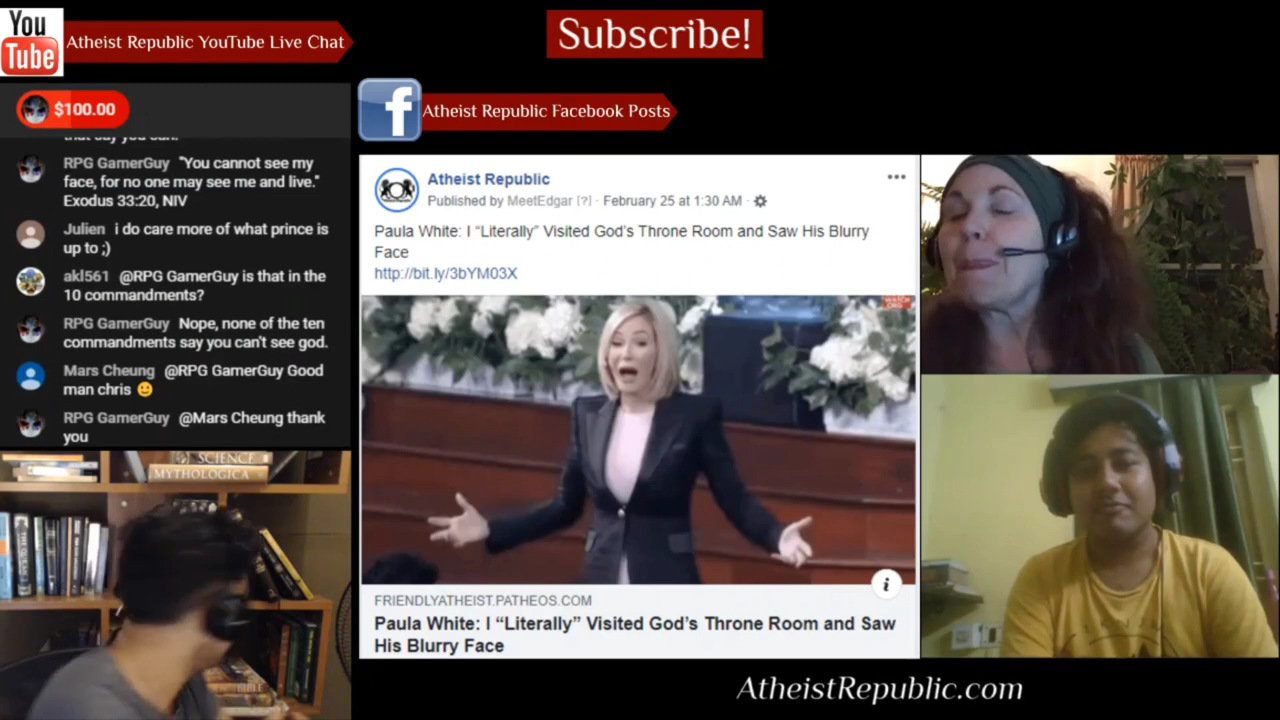 You
Tube
Atheist Republic YouTube Live Chat
Subscribe!
$100.00
RPG GamerGuy "You cannot see my
face, for no one may see me and live."
Exodus 33:20, NIV
Julien i do care more of what prince is
up to ;)
akl561 @RPG GamerGuy is that in the
10 commandments?
RPG GamerGuy Nope, none of the ten
commandments say you can't see god.
Mars Cheung @RPG GamerGuy Good
man chris 🙂
RPG GamerGuy @Mars Cheung thank
you
f
Atheist Republic Facebook Posts
Atheist Republic
Published by MeetEdgar [?] · February 25 at 1:30 AM ·
Paula White: I “Literally” Visited God’s Throne Room and Saw His Blurry
Face
http://bit.ly/3bYM03X
FRIENDLYATHEIST.PATHEOS.COM
i
Paula White: I “Literally” Visited God’s Throne Room and Saw
His Blurry Face
SCIENCE
MYTHOLOGICA
BIBLE
AtheistRepublic.com